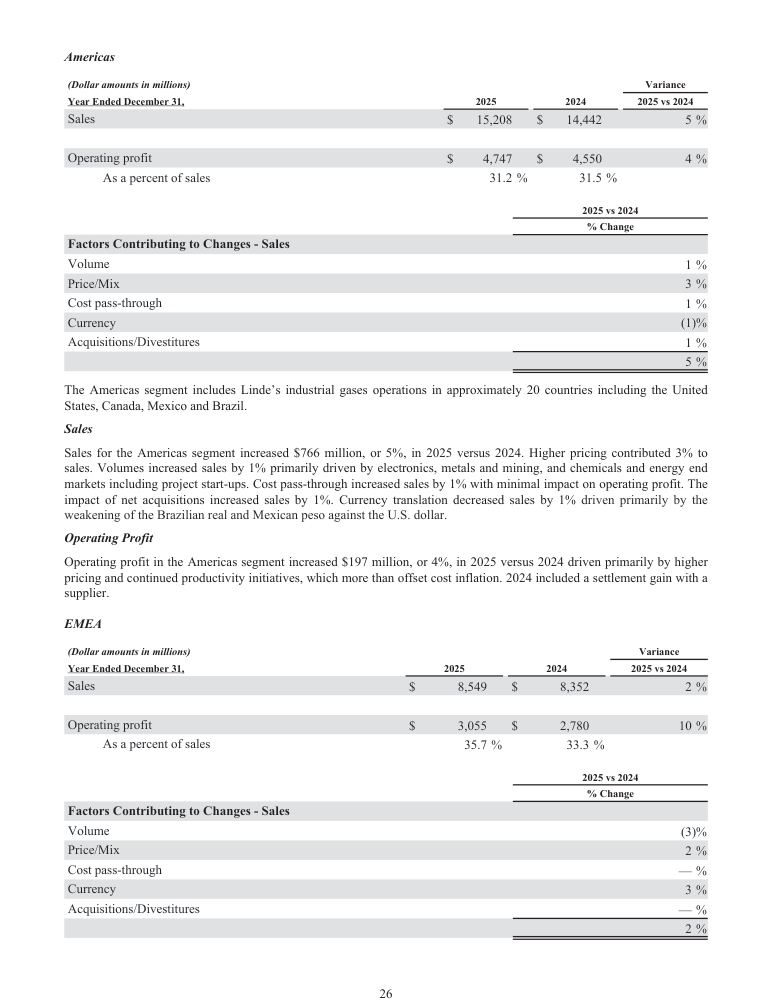 Americas
(Dollar amounts in millions) Variance
Year Ended December 31, 2025 2024 2025 vs 2024
Sales $ 15,208 $ 14,442 5 %
Operating profit $ 4,747 $ 4,550 4 %
As a percent of sales 31.2 % 31.5 %
2025 vs 2024
% Change
Factors Contributing to Changes - Sales
Volume 1 %
Price/Mix 3 %
Cost pass-through 1 %
Currency (1)%
Acquisitions/Divestitures 1 %
5 %
The Americas segment includes Linde’s industrial gases operations in approximately 20 countries including the United
States, Canada, Mexico and Brazil.
Sales
Sales for the Americas segment increased $766 million, or 5%, in 2025 versus 2024. Higher pricing contributed 3% to
sales. Volumes increased sales by 1% primarily driven by electronics, metals and mining, and chemicals and energy end
markets including project start-ups. Cost pass-through increased sales by 1% with minimal impact on operating profit. The
impact of net acquisitions increased sales by 1%. Currency translation decreased sales by 1% driven primarily by the
weakening of the Brazilian real and Mexican peso against the U.S. dollar.
Operating Profit
Operating profit in the Americas segment increased $197 million, or 4%, in 2025 versus 2024 driven primarily by higher
pricing and continued productivity initiatives, which more than offset cost inflation. 2024 included a settlement gain with a
supplier.
EMEA
(Dollar amounts in millions) Variance
Year Ended December 31, 2025 2024 2025 vs 2024
Sales $ 8,549 $ 8,352 2 %
Operating profit $ 3,055 $ 2,780 10 %
As a percent of sales 35.7 % 33.3 %
2025 vs 2024
% Change
Factors Contributing to Changes - Sales
Volume (3)%
Price/Mix 2 %
Cost pass-through — %
Currency 3 %
Acquisitions/Divestitures — %
2 %
26